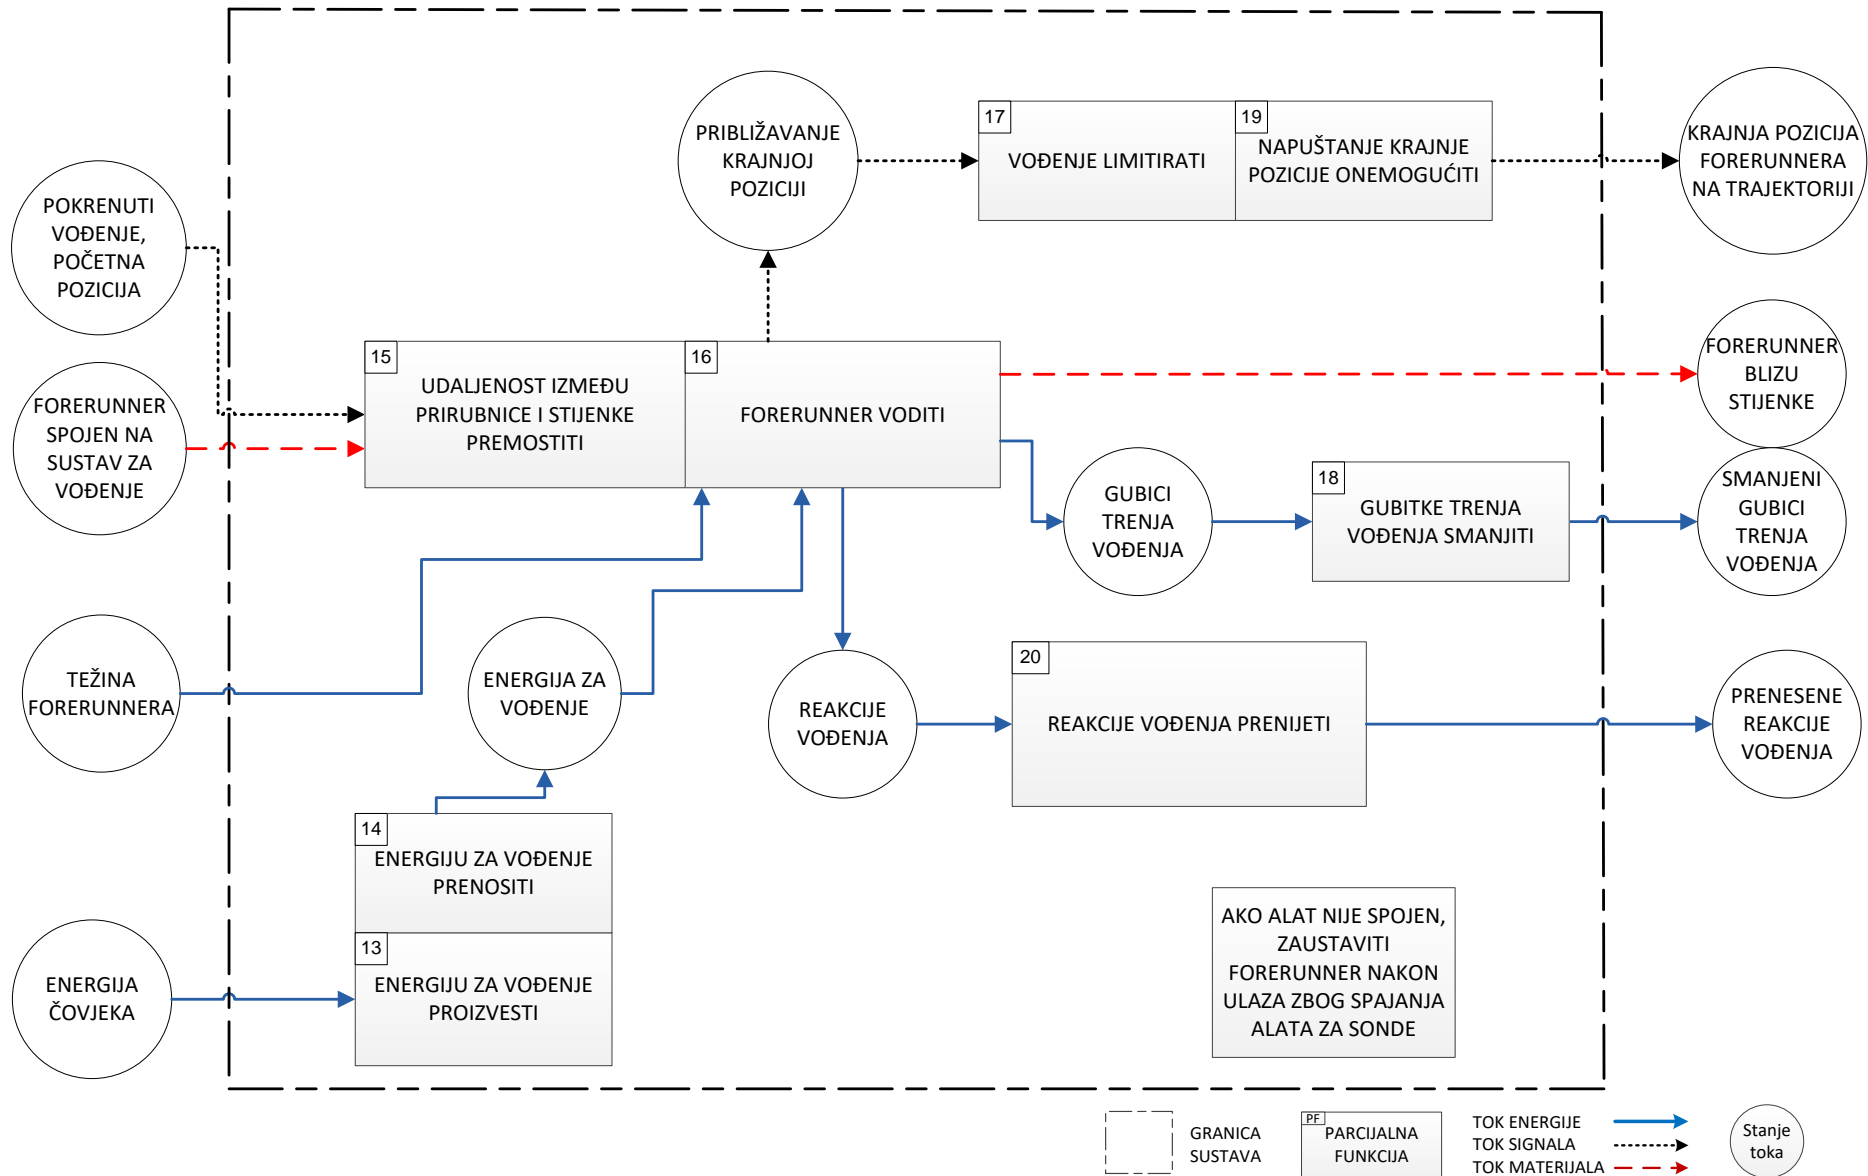 PRIBLIŽAVANJE
KRAJNJOJ
POZICIJI
17
VOĐENJE LIMITIRATI
19
NAPUŠTANJE KRAJNJE
POZICIJE ONEMOGUĆITI
KRAJNJA POZICIJA
FORERUNNERA
NA TRAJEKTORIJI
POKRENUTI
VOĐENJE,
POČETNA
POZICIJA
FORERUNNER
SPOJEN NA
SUSTAV ZA
VOĐENJE
15
UDALJENOST IZMEĐU
PRIRUBNICE I STIJENKE
PREMOSTITI
16
FORERUNNER VODITI
FORERUNNER
BLIZU
STIJENKE
GUBICI
TRENJA
VOĐENJA
18
GUBITKE TRENJA
VOĐENJA SMANJITI
SMANJENI
GUBICI
TRENJA
VOĐENJA
TEŽINA
FORERUNNERA
ENERGIJA ZA
VOĐENJE
REAKCIJE
VOĐENJA
20
REAKCIJE VOĐENJA PRENIJETI
PRENESENE
REAKCIJE
VOĐENJA
14
ENERGIJU ZA VOĐENJE
PRENOSITI
13
ENERGIJU ZA VOĐENJE
PROIZVESTI
ENERGIJA
ČOVJEKA
AKO ALAT NIJE SPOJEN,
ZAUSTAVITI
FORERUNNER NAKON
ULAZA ZBOG SPAJANJA
ALATA ZA SONDE
GRANICA
SUSTAVA
PF
PARCIJALNA
FUNKCIJA
TOK ENERGIJE
TOK SIGNALA
TOK MATERIJALA
Stanje
toka